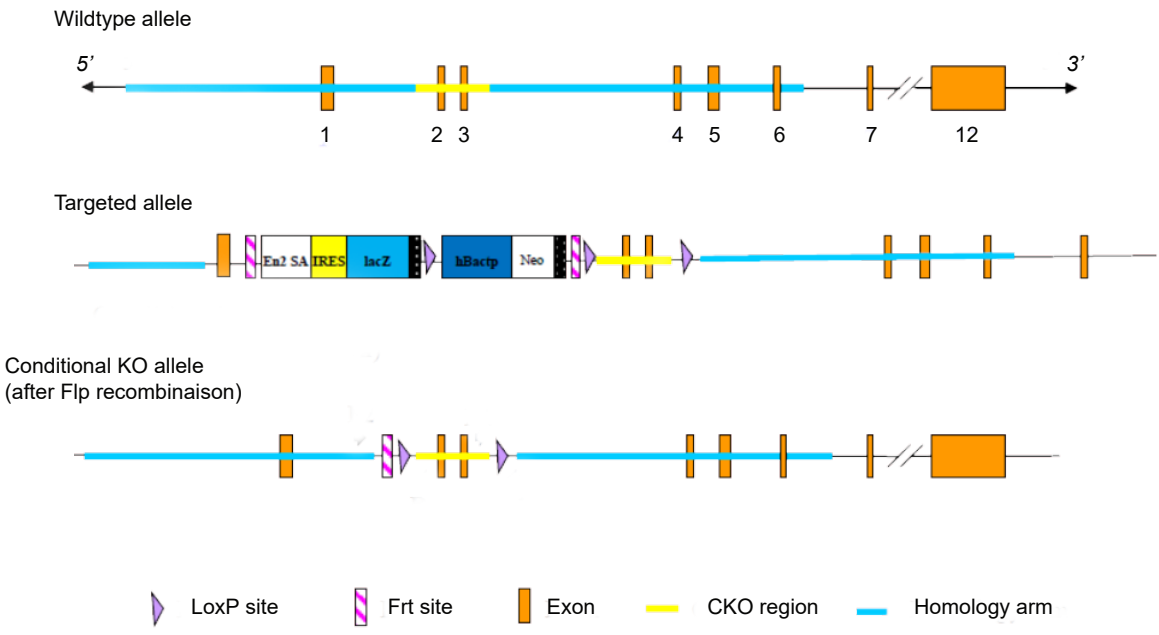 Wildtype allele
5’ 3’
1 2 3 4 5 6 7 12
Targeted allele
En2 SA IRES lacZ hBactp Neo
Conditional KO allele
(after Flp recombinaison)
LoxP site Frt site Exon CKO region Homology arm